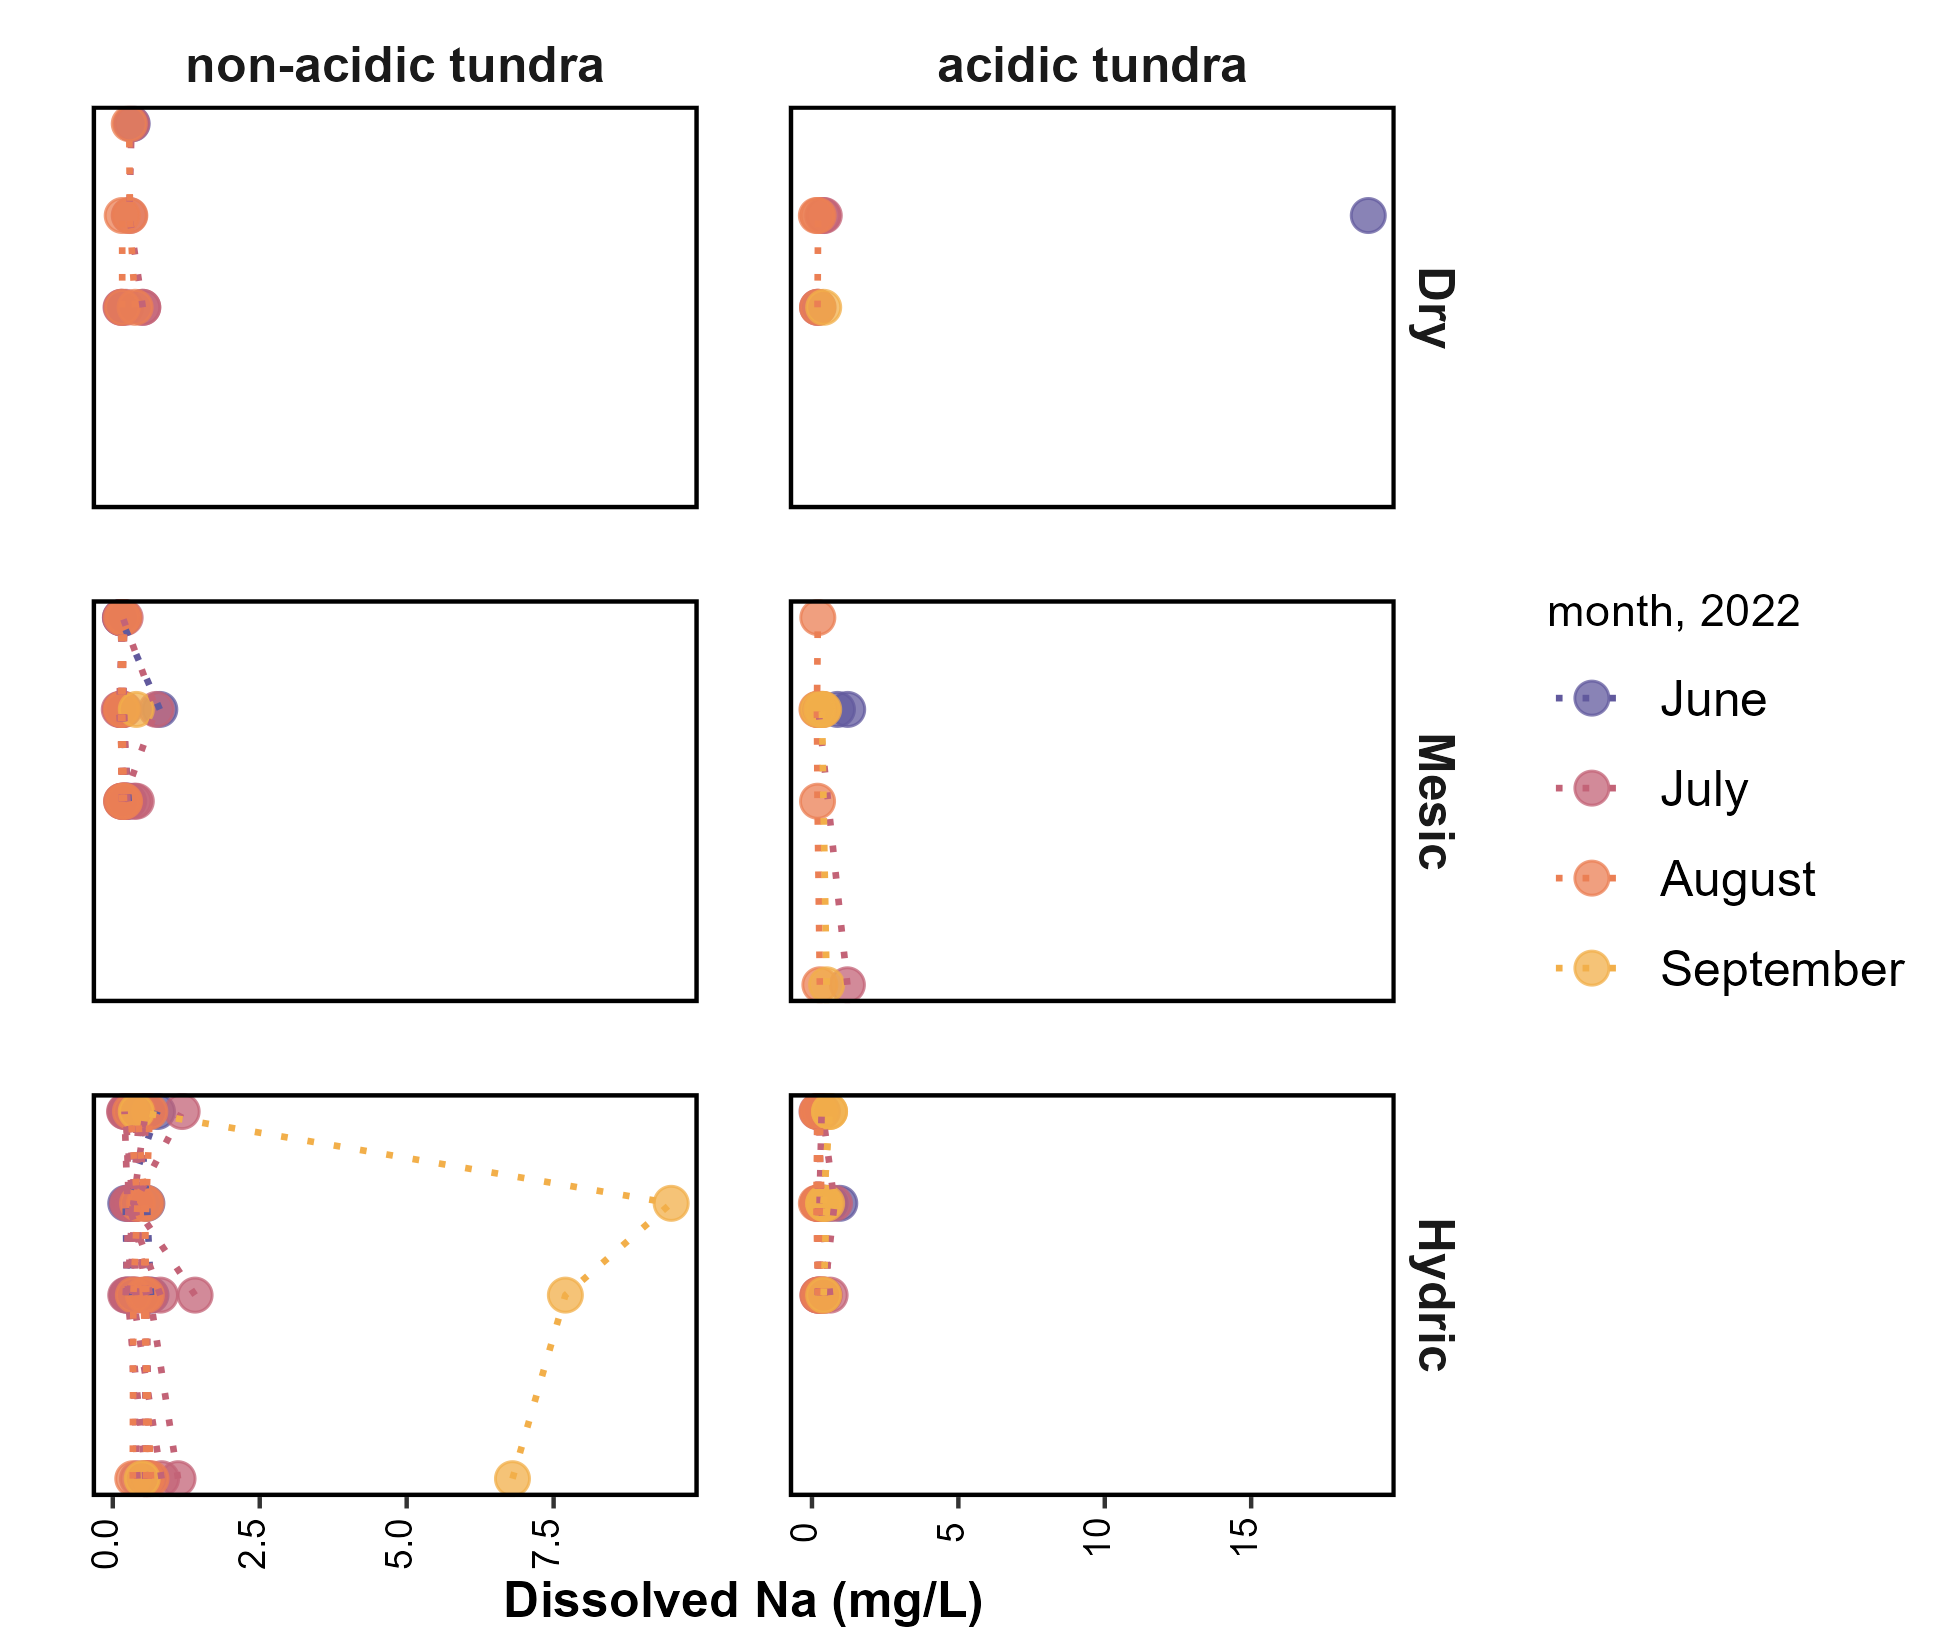 non-acidic tundra
acidic tundra
Dry
Mesic
Hydric
month, 2022
June
July
August
September
0.0
2.5
5.0
7.5
0
5
10
15
Dissolved Na (mg/L)